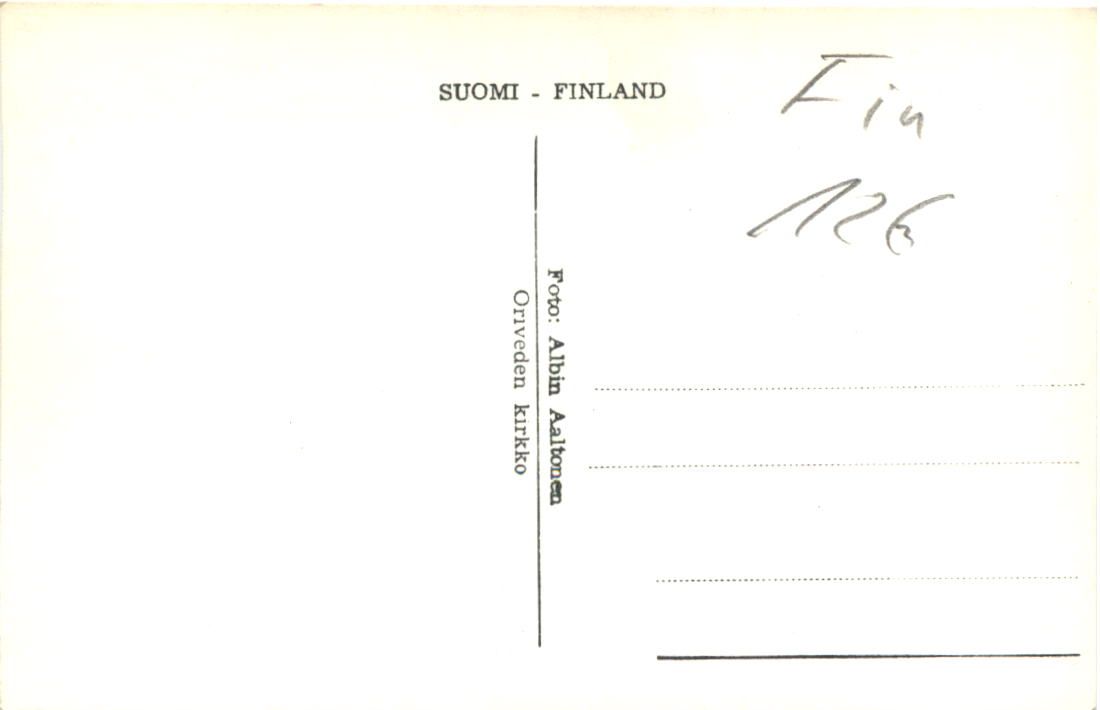 SUOMI - FINLAND
Fin
126
Foto: Albin Aaltonen
Oriveden kirkko